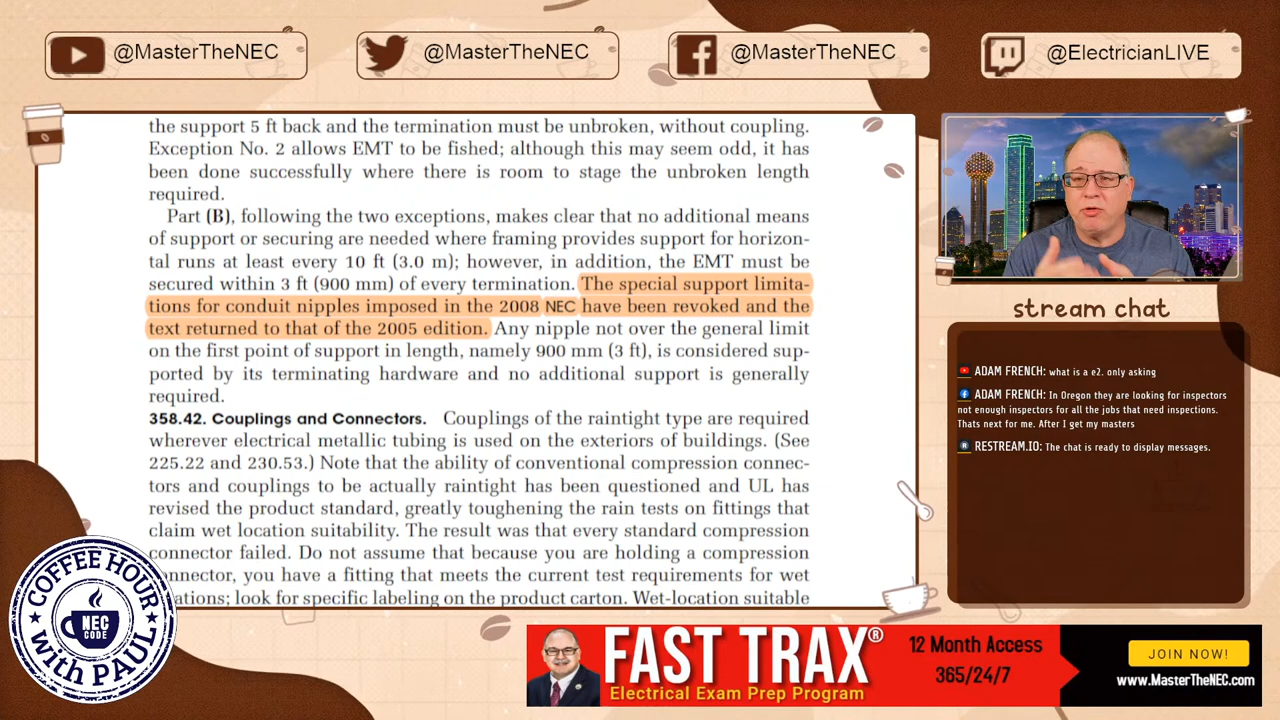 @MasterTheNEC
@MasterTheNEC
@MasterTheNEC
@ElectricianLIVE
the support 5 ft back and the termination must be unbroken, without coupling.
Exception No. 2 allows EMT to be fished; although this may seem odd, it has
been done successfully where there is room to stage the unbroken length
required.
Part (B), following the two exceptions, makes clear that no additional means
of support or securing are needed where framing provides support for horizon-
tal runs at least every 10 ft (3.0 m); however, in addition, the EMT must be
secured within 3 ft (900 mm) of every termination. The special support limita-
tions for conduit nipples imposed in the 2008 NEC have been revoked and the
text returned to that of the 2005 edition. Any nipple not over the general limit
on the first point of support in length, namely 900 mm (3 ft), is considered sup-
ported by its terminating hardware and no additional support is generally
required.
358.42. Couplings and Connectors. Couplings of the raintight type are required
wherever electrical metallic tubing is used on the exteriors of buildings. (See
225.22 and 230.53.) Note that the ability of conventional compression connec-
tors and couplings to be actually raintight has been questioned and UL has
revised the product standard, greatly toughening the rain tests on fittings that
claim wet location suitability. The result was that every standard compression
connector failed. Do not assume that because you are holding a compression
onnector, you have a fitting that meets the current test requirements for wet
ations; look for specific labeling on the product carton. Wet-location suitable
stream chat
ADAM FRENCH: what is a e2. only asking
ADAM FRENCH: In Oregon they are looking for inspectors
not enough inspectors for all the jobs that need inspections.
Thats next for me. After I get my masters
RESTREAM.IO: The chat is ready to display messages.
COFFEE HOUR
NEC
CODE
with PAUL
FAST TRAX®
Electrical Exam Prep Program
12 Month Access
365/24/7
JOIN NOW!
www.MasterTheNEC.com